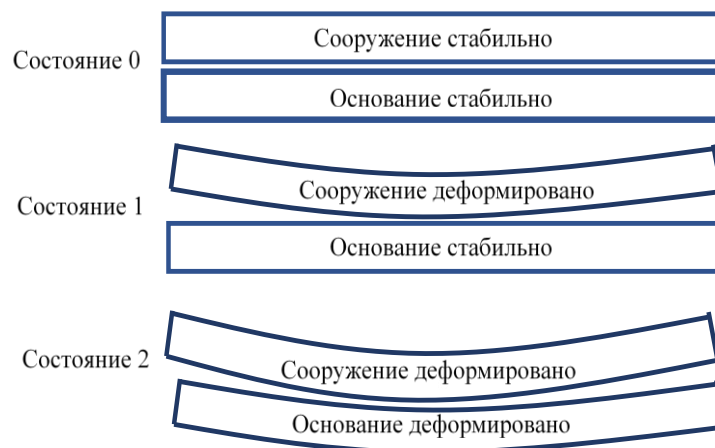 Состояние 0
Сооружение стабильно
Основание стабильно
Состояние 1
Сооружение деформировано
Основание стабильно
Состояние 2
Сооружение деформировано
Основание деформировано